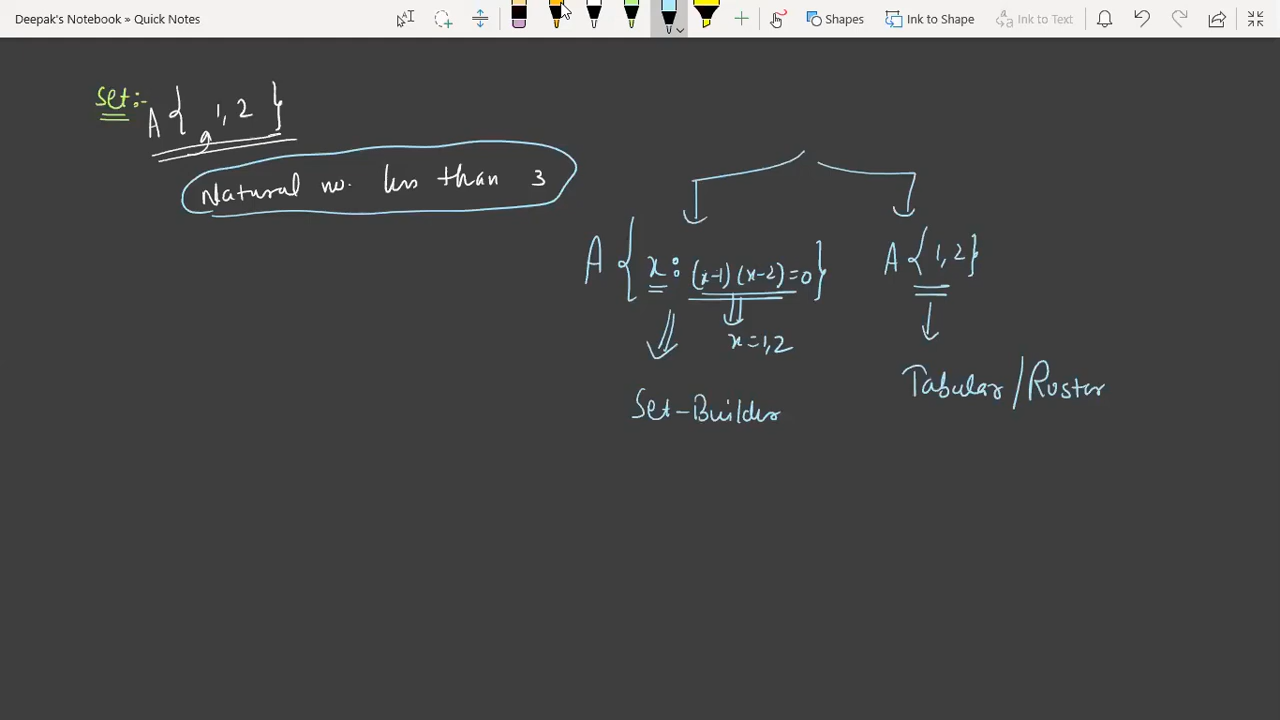 Deepak's Notebook » Quick Notes
Shapes
Ink to Shape
Ink to Text
Set:-
A{ 1,2 }
Natural no. less than 3
A{ x: (x-1)(x-2)=0}
A{1,2}
x=1,2
Set-Builder
Tabular/Roster